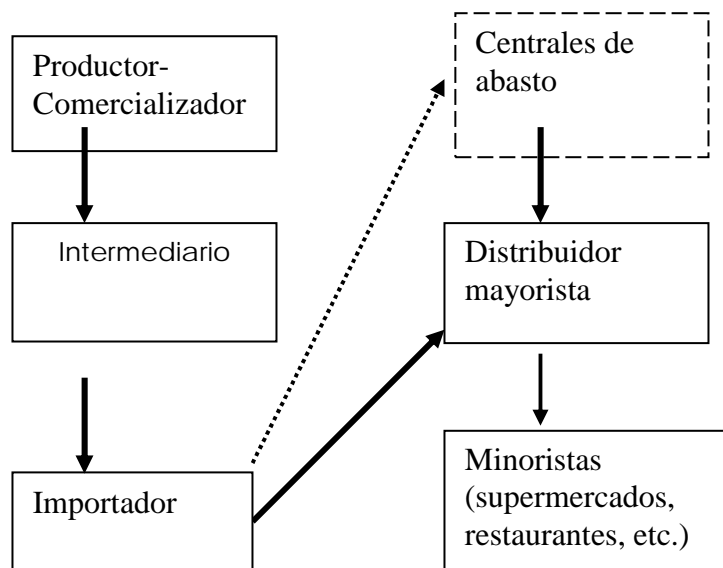 Productor-
Comercializador
Intermediario
Importador
Centrales de
abasto
Distribuidor
mayorista
Minoristas
(supermercados,
restaurantes, etc.)